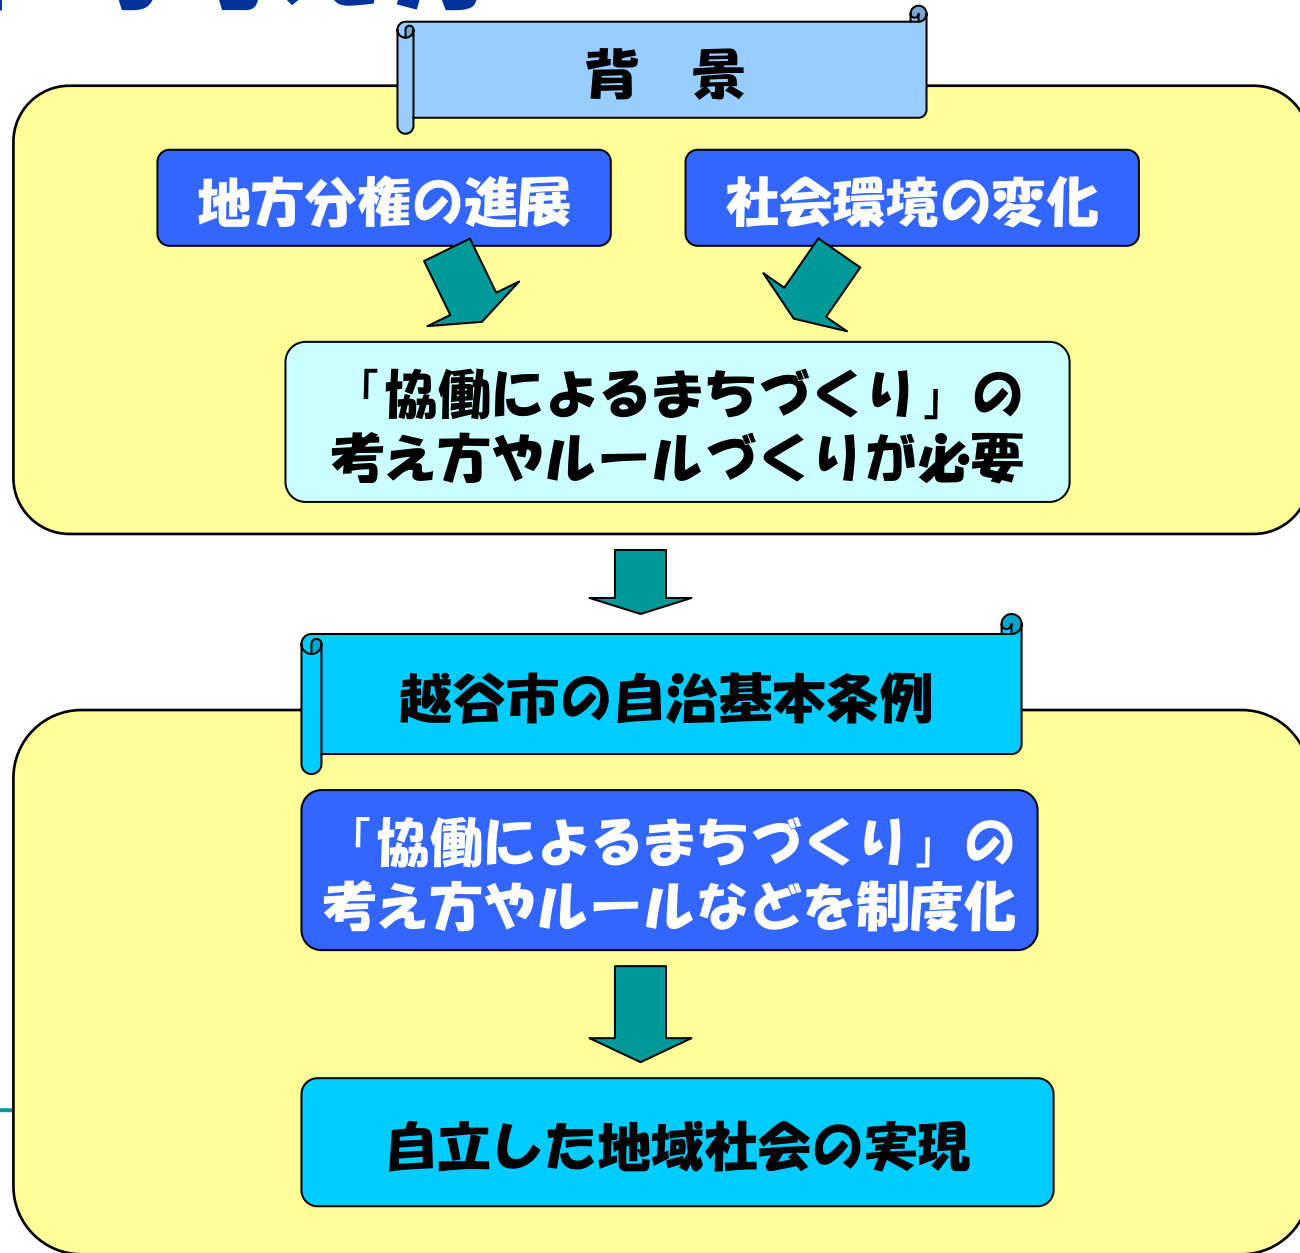 背　景
地方分権の進展
社会環境の変化
「協働によるまちづくり」の
考え方やルールづくりが必要
越谷市の自治基本条例
「協働によるまちづくり」の
考え方やルールなどを制度化
自立した地域社会の実現